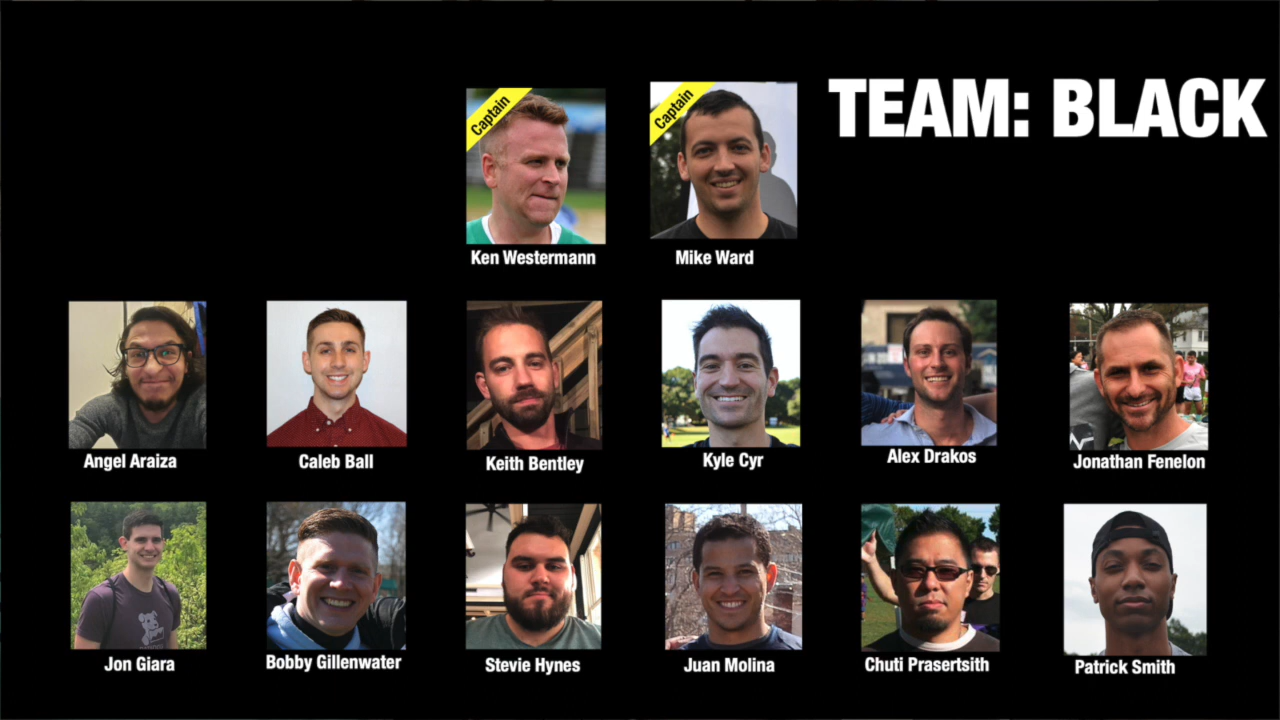 TEAM: BLACK
Captain
Captain
Ken Westermann
Mike Ward
Angel Araiza
Caleb Ball
Keith Bentley
Kyle Cyr
Alex Drakos
Jonathan Fenelon
Jon Giara
Bobby Gillenwater
Stevie Hynes
Juan Molina
Chuti Prasertsith
Patrick Smith